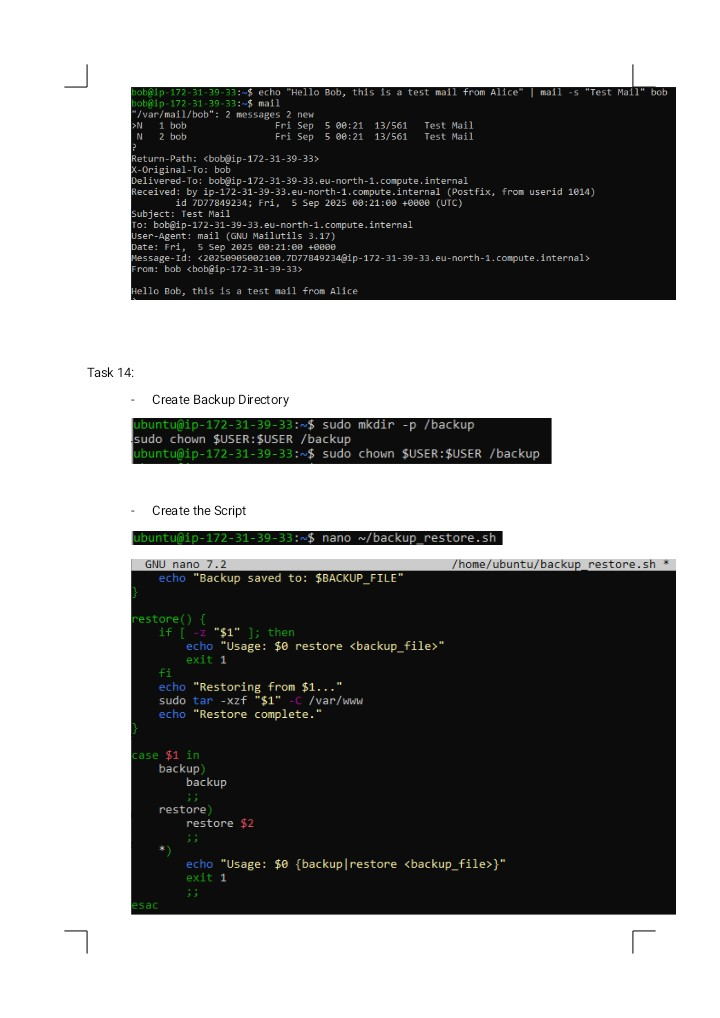 bob@ip-172-31-39-33:~$ echo "Hello Bob, this is a test mail from Alice" | mail -s "Test Mail" bob
bob@ip-172-31-39-33:~$ mail
"/var/mail/bob": 2 messages 2 new
>N   1 bob                Fri Sep  5 00:21  13/561   Test Mail
 N   2 bob                Fri Sep  5 00:21  13/561   Test Mail
?
Return-Path: <bob@ip-172-31-39-33>
X-Original-To: bob
Delivered-To: bob@ip-172-31-39-33.eu-north-1.compute.internal
Received: by ip-172-31-39-33.eu-north-1.compute.internal (Postfix, from userid 1014)
        id 7D77849234; Fri,  5 Sep 2025 00:21:00 +0000 (UTC)
Subject: Test Mail
To: bob@ip-172-31-39-33.eu-north-1.compute.internal
User-Agent: mail (GNU Mailutils 3.17)
Date: Fri,  5 Sep 2025 00:21:00 +0000
Message-Id: <20250905002100.7D77849234@ip-172-31-39-33.eu-north-1.compute.internal>
From: bob <bob@ip-172-31-39-33>

Hello Bob, this is a test mail from Alice
Task 14:
- Create Backup Directory
ubuntu@ip-172-31-39-33:~$ sudo mkdir -p /backup
sudo chown $USER:$USER /backup
ubuntu@ip-172-31-39-33:~$ sudo chown $USER:$USER /backup
- Create the Script
ubuntu@ip-172-31-39-33:~$ nano ~/backup_restore.sh
GNU nano 7.2                                 /home/ubuntu/backup_restore.sh *
    echo "Backup saved to: $BACKUP_FILE"
}

restore() {
    if [ -z "$1" ]; then
        echo "Usage: $0 restore <backup_file>"
        exit 1
    fi
    echo "Restoring from $1..."
    sudo tar -xzf "$1" -C /var/www
    echo "Restore complete."
}

case $1 in
    backup)
        backup
        ;;
    restore)
        restore $2
        ;;
    *)
        echo "Usage: $0 {backup|restore <backup_file>}"
        exit 1
        ;;
esac